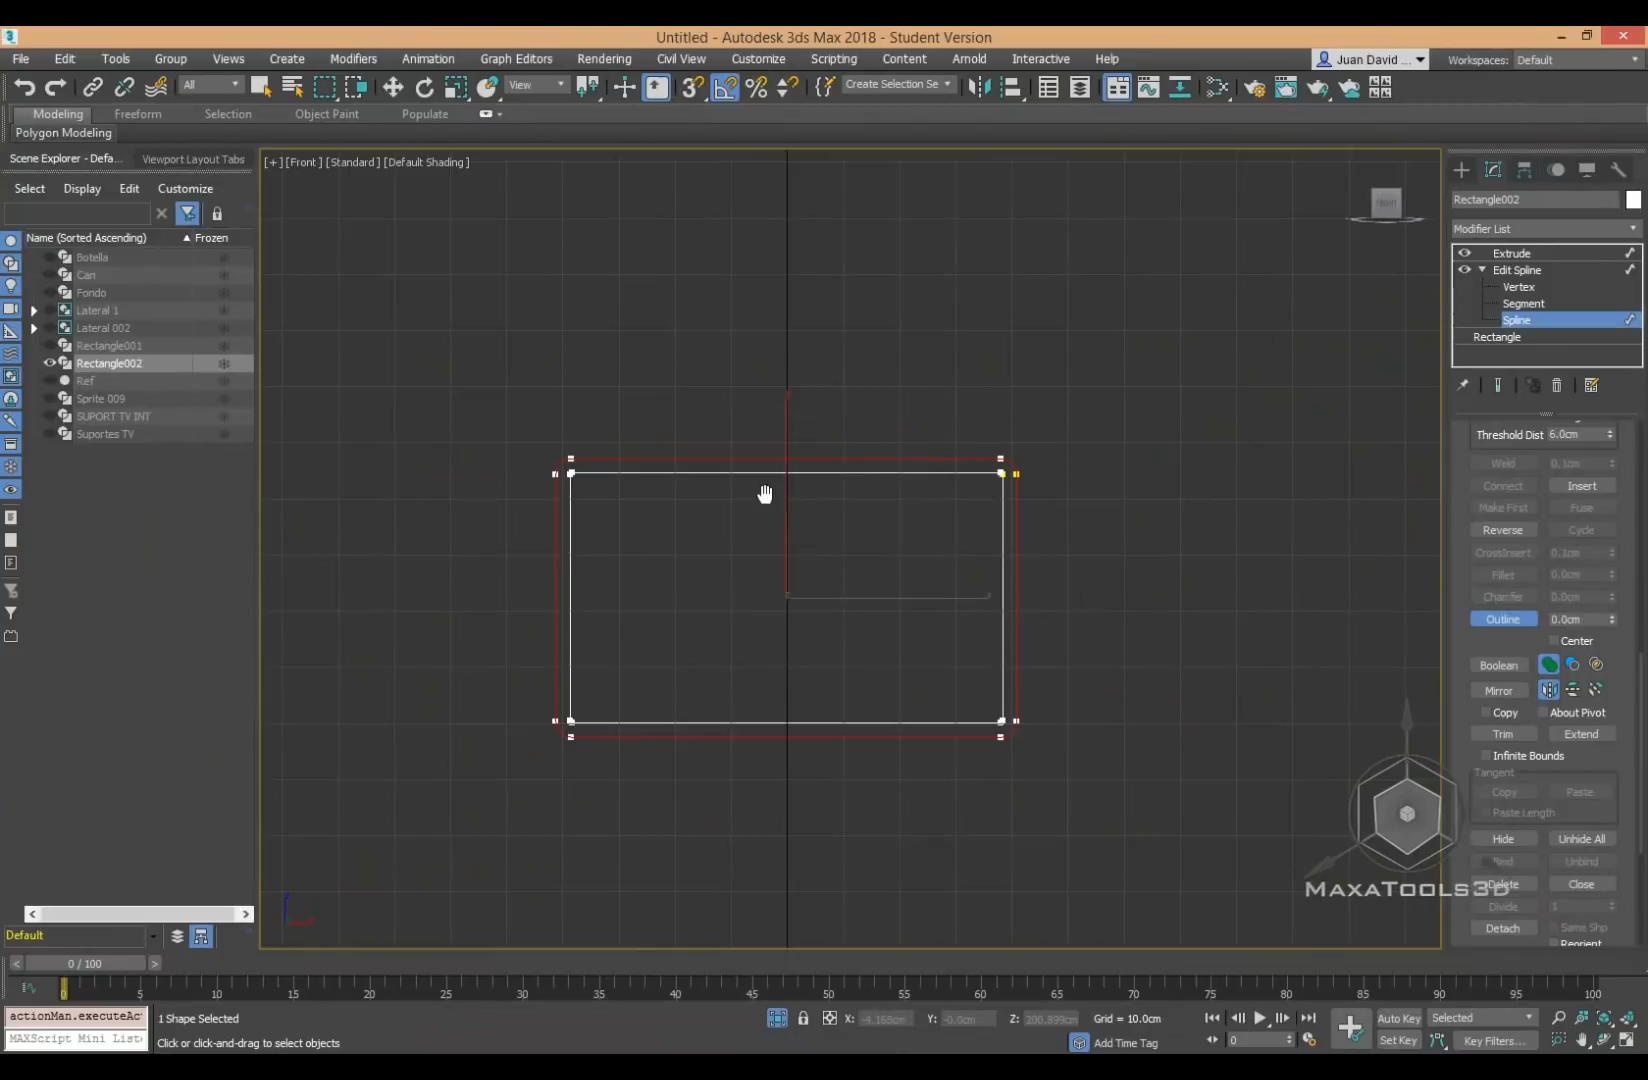 Untitled - Autodesk 3ds Max 2018 - Student Version
File Edit Tools Group Views Create Modifiers Animation Graph Editors Rendering Civil View Customize Scripting Content Arnold Interactive Help Juan David ... Workspaces: Default
All View Create Selection Se
Modeling Freeform Selection Object Paint Populate
Polygon Modeling
Scene Explorer - Defa... Viewport Layout Tabs
[+] [Front] [Standard] [Default Shading]
Select Display Edit Customize
Name (Sorted Ascending) Frozen
Botella
Can
Fondo
Lateral 1
Lateral 002
Rectangle001
Rectangle002
Ref
Sprite 009
SUPORT TV INT
Suportes TV
Default
FRONT
Rectangle002
Modifier List
Extrude
Edit Spline
Vertex
Segment
Spline
Rectangle
Threshold Dist 6.0cm
Weld 0.1cm
Connect Insert
Make First Fuse
Reverse Cycle
CrossInsert 0.1cm
Fillet 0.0cm
Chamfer 0.0cm
Outline 0.0cm
Center
Boolean
Mirror
Copy About Pivot
Trim Extend
Infinite Bounds
Tangent
Copy Paste
Paste Length
Hide Unhide All
Bind Unbind
Delete Close
Divide 1
Detach Same Shp
Reorient
MAXATOOLS3D
0 / 100
0 5 10 15 20 25 30 35 40 45 50 55 60 65 70 75 80 85 90 95 100
actionMan.executeAc
MAXScript Mini List
1 Shape Selected
Click or click-and-drag to select objects
X: -4.168cm Y: -0.0cm Z: 200.899cm Grid = 10.0cm
Add Time Tag
0
Auto Key Selected
Set Key Key Filters...